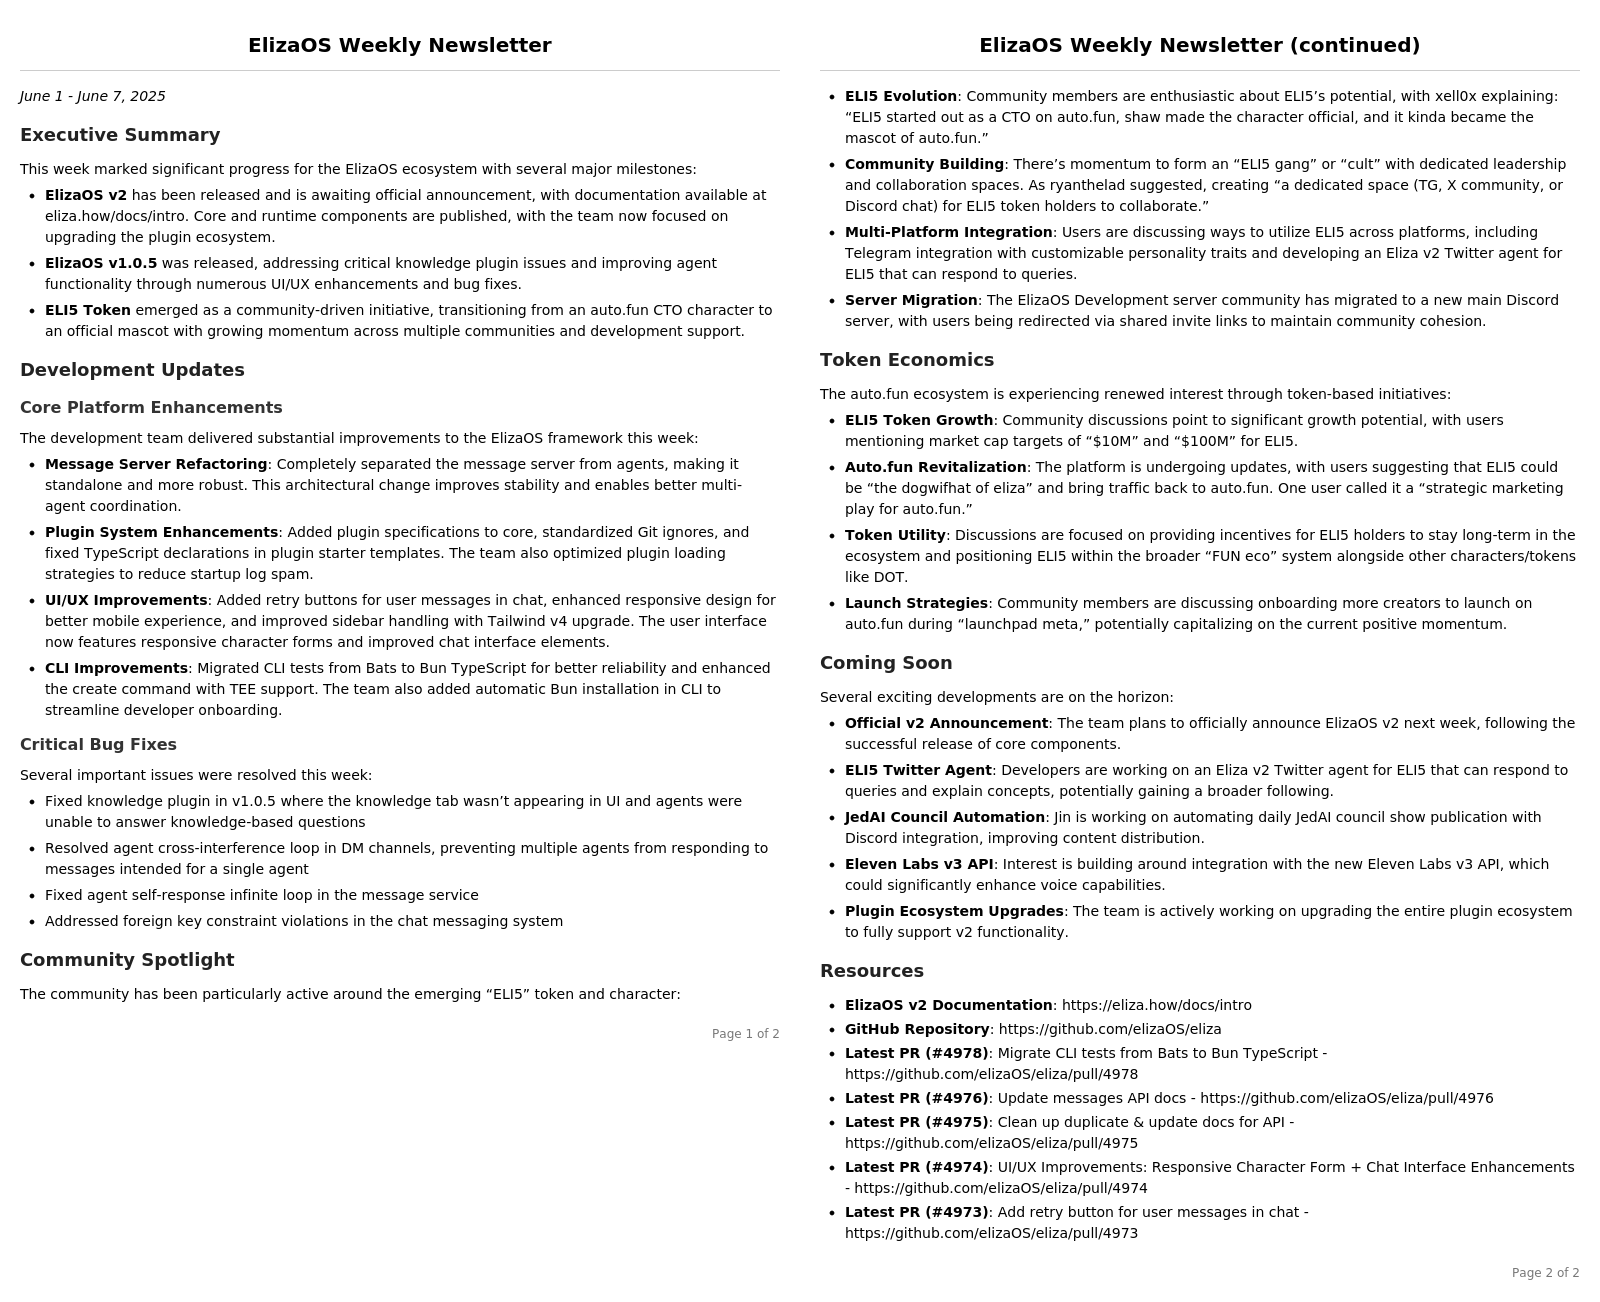 ElizaOS Weekly Newsletter
June 1 - June 7, 2025
Executive Summary
This week marked significant progress for the ElizaOS ecosystem with several major milestones:
• ElizaOS v2 has been released and is awaiting official announcement, with documentation available at
eliza.how/docs/intro. Core and runtime components are published, with the team now focused on
upgrading the plugin ecosystem.
• ElizaOS v1.0.5 was released, addressing critical knowledge plugin issues and improving agent
functionality through numerous UI/UX enhancements and bug fixes.
• ELI5 Token emerged as a community-driven initiative, transitioning from an auto.fun CTO character to
an official mascot with growing momentum across multiple communities and development support.
Development Updates
Core Platform Enhancements
The development team delivered substantial improvements to the ElizaOS framework this week:
• Message Server Refactoring: Completely separated the message server from agents, making it
standalone and more robust. This architectural change improves stability and enables better multi-
agent coordination.
• Plugin System Enhancements: Added plugin specifications to core, standardized Git ignores, and
fixed TypeScript declarations in plugin starter templates. The team also optimized plugin loading
strategies to reduce startup log spam.
• UI/UX Improvements: Added retry buttons for user messages in chat, enhanced responsive design for
better mobile experience, and improved sidebar handling with Tailwind v4 upgrade. The user interface
now features responsive character forms and improved chat interface elements.
• CLI Improvements: Migrated CLI tests from Bats to Bun TypeScript for better reliability and enhanced
the create command with TEE support. The team also added automatic Bun installation in CLI to
streamline developer onboarding.
Critical Bug Fixes
Several important issues were resolved this week:
• Fixed knowledge plugin in v1.0.5 where the knowledge tab wasn’t appearing in UI and agents were
unable to answer knowledge-based questions
• Resolved agent cross-interference loop in DM channels, preventing multiple agents from responding to
messages intended for a single agent
• Fixed agent self-response infinite loop in the message service
• Addressed foreign key constraint violations in the chat messaging system
Community Spotlight
The community has been particularly active around the emerging “ELI5” token and character:
Page 1 of 2
ElizaOS Weekly Newsletter (continued)
• ELI5 Evolution: Community members are enthusiastic about ELI5’s potential, with xell0x explaining:
“ELI5 started out as a CTO on auto.fun, shaw made the character official, and it kinda became the
mascot of auto.fun.”
• Community Building: There’s momentum to form an “ELI5 gang” or “cult” with dedicated leadership
and collaboration spaces. As ryanthelad suggested, creating “a dedicated space (TG, X community, or
Discord chat) for ELI5 token holders to collaborate.”
• Multi-Platform Integration: Users are discussing ways to utilize ELI5 across platforms, including
Telegram integration with customizable personality traits and developing an Eliza v2 Twitter agent for
ELI5 that can respond to queries.
• Server Migration: The ElizaOS Development server community has migrated to a new main Discord
server, with users being redirected via shared invite links to maintain community cohesion.
Token Economics
The auto.fun ecosystem is experiencing renewed interest through token-based initiatives:
• ELI5 Token Growth: Community discussions point to significant growth potential, with users
mentioning market cap targets of “$10M” and “$100M” for ELI5.
• Auto.fun Revitalization: The platform is undergoing updates, with users suggesting that ELI5 could
be “the dogwifhat of eliza” and bring traffic back to auto.fun. One user called it a “strategic marketing
play for auto.fun.”
• Token Utility: Discussions are focused on providing incentives for ELI5 holders to stay long-term in the
ecosystem and positioning ELI5 within the broader “FUN eco” system alongside other characters/tokens
like DOT.
• Launch Strategies: Community members are discussing onboarding more creators to launch on
auto.fun during “launchpad meta,” potentially capitalizing on the current positive momentum.
Coming Soon
Several exciting developments are on the horizon:
• Official v2 Announcement: The team plans to officially announce ElizaOS v2 next week, following the
successful release of core components.
• ELI5 Twitter Agent: Developers are working on an Eliza v2 Twitter agent for ELI5 that can respond to
queries and explain concepts, potentially gaining a broader following.
• JedAI Council Automation: Jin is working on automating daily JedAI council show publication with
Discord integration, improving content distribution.
• Eleven Labs v3 API: Interest is building around integration with the new Eleven Labs v3 API, which
could significantly enhance voice capabilities.
• Plugin Ecosystem Upgrades: The team is actively working on upgrading the entire plugin ecosystem
to fully support v2 functionality.
Resources
• ElizaOS v2 Documentation: https://eliza.how/docs/intro
• GitHub Repository: https://github.com/elizaOS/eliza
• Latest PR (#4978): Migrate CLI tests from Bats to Bun TypeScript -
https://github.com/elizaOS/eliza/pull/4978
• Latest PR (#4976): Update messages API docs - https://github.com/elizaOS/eliza/pull/4976
• Latest PR (#4975): Clean up duplicate & update docs for API -
https://github.com/elizaOS/eliza/pull/4975
• Latest PR (#4974): UI/UX Improvements: Responsive Character Form + Chat Interface Enhancements
- https://github.com/elizaOS/eliza/pull/4974
• Latest PR (#4973): Add retry button for user messages in chat -
https://github.com/elizaOS/eliza/pull/4973
Page 2 of 2